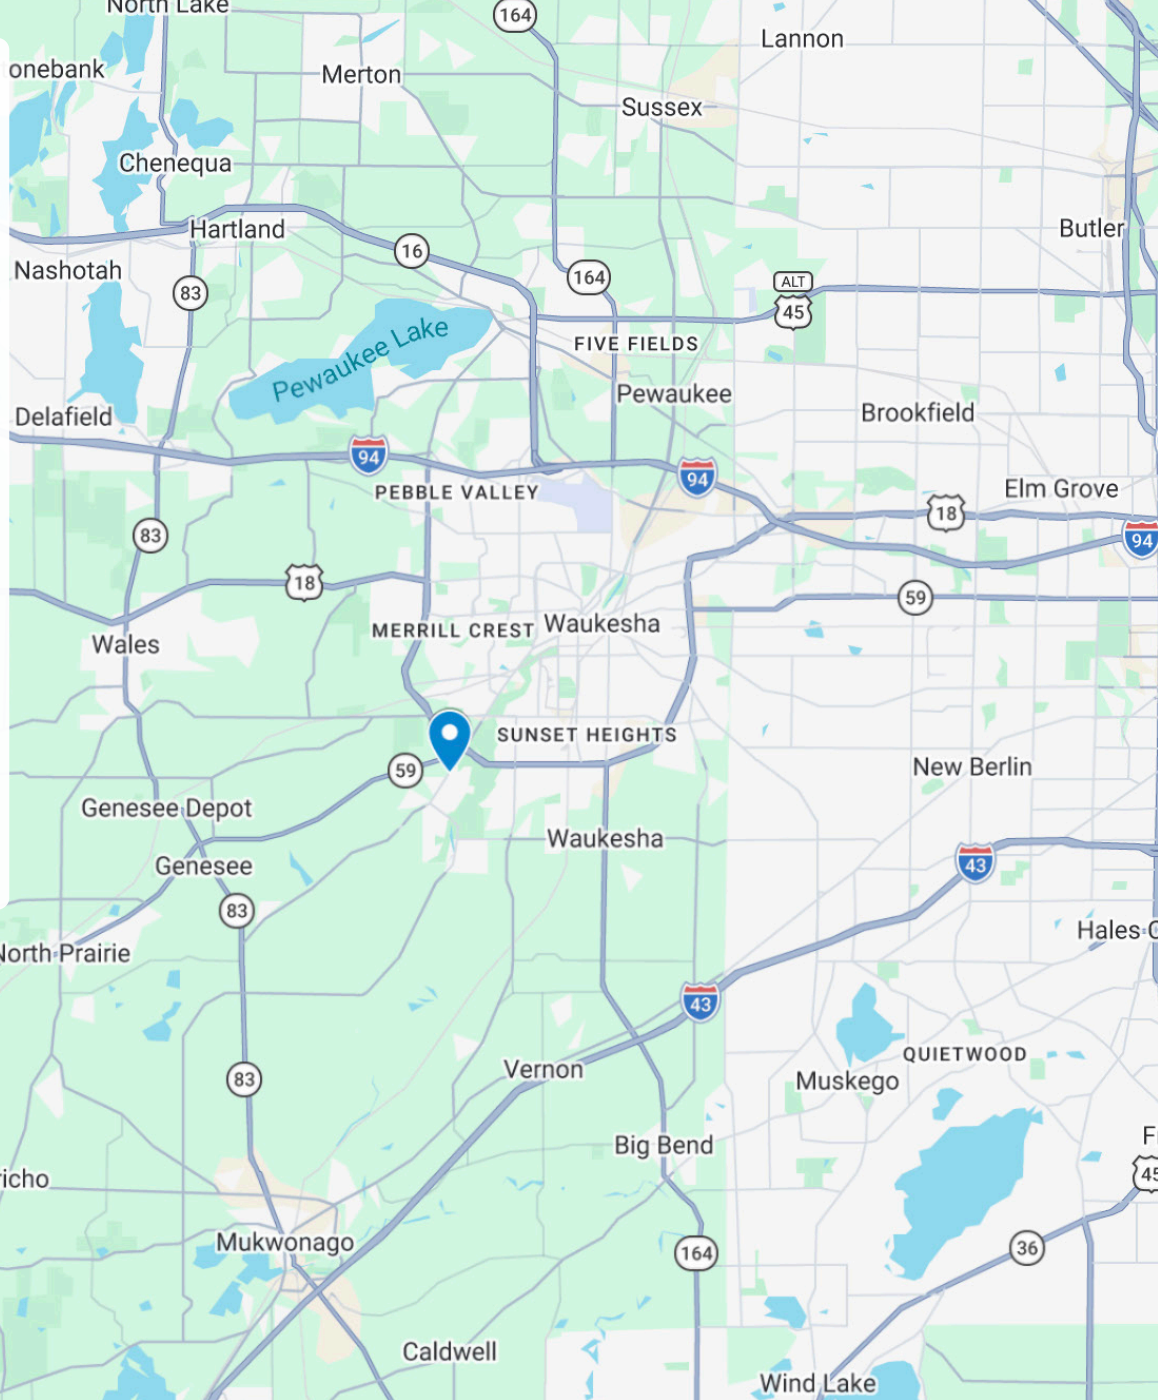 North Lake
164
Lannon
onebank
Merton
Sussex
Chenequa
Hartland
Butler
16
Nashotah
164
83
ALT
45
Pewaukee Lake
FIVE FIELDS
Pewaukee
Delafield
Brookfield
94
94
PEBBLE VALLEY
Elm Grove
18
83
94
18
59
MERRILL CREST
Waukesha
Wales
SUNSET HEIGHTS
59
New Berlin
Genesee Depot
Waukesha
Genesee
43
83
Hales C
North Prairie
43
QUIETWOOD
Vernon
83
Muskego
Big Bend
F
richo
45
Mukwonago
36
164
Caldwell
Wind Lake